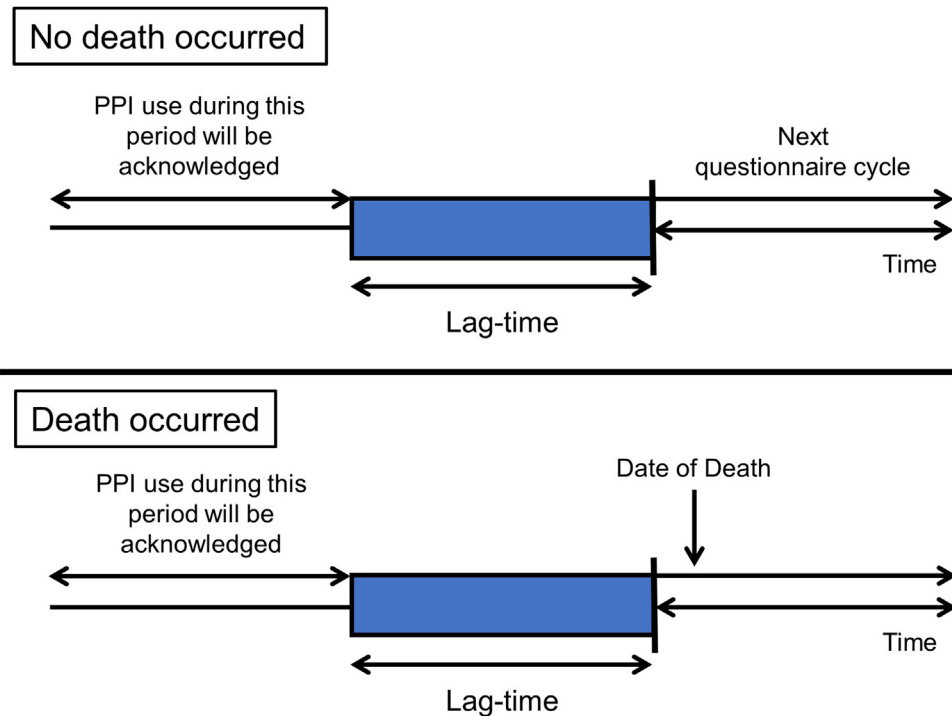 No death occurred
PPI use during this
period will be
acknowledged
Next
questionnaire cycle
Time
Lag-time
Death occurred
PPI use during this
period will be
acknowledged
Date of Death
Time
Lag-time